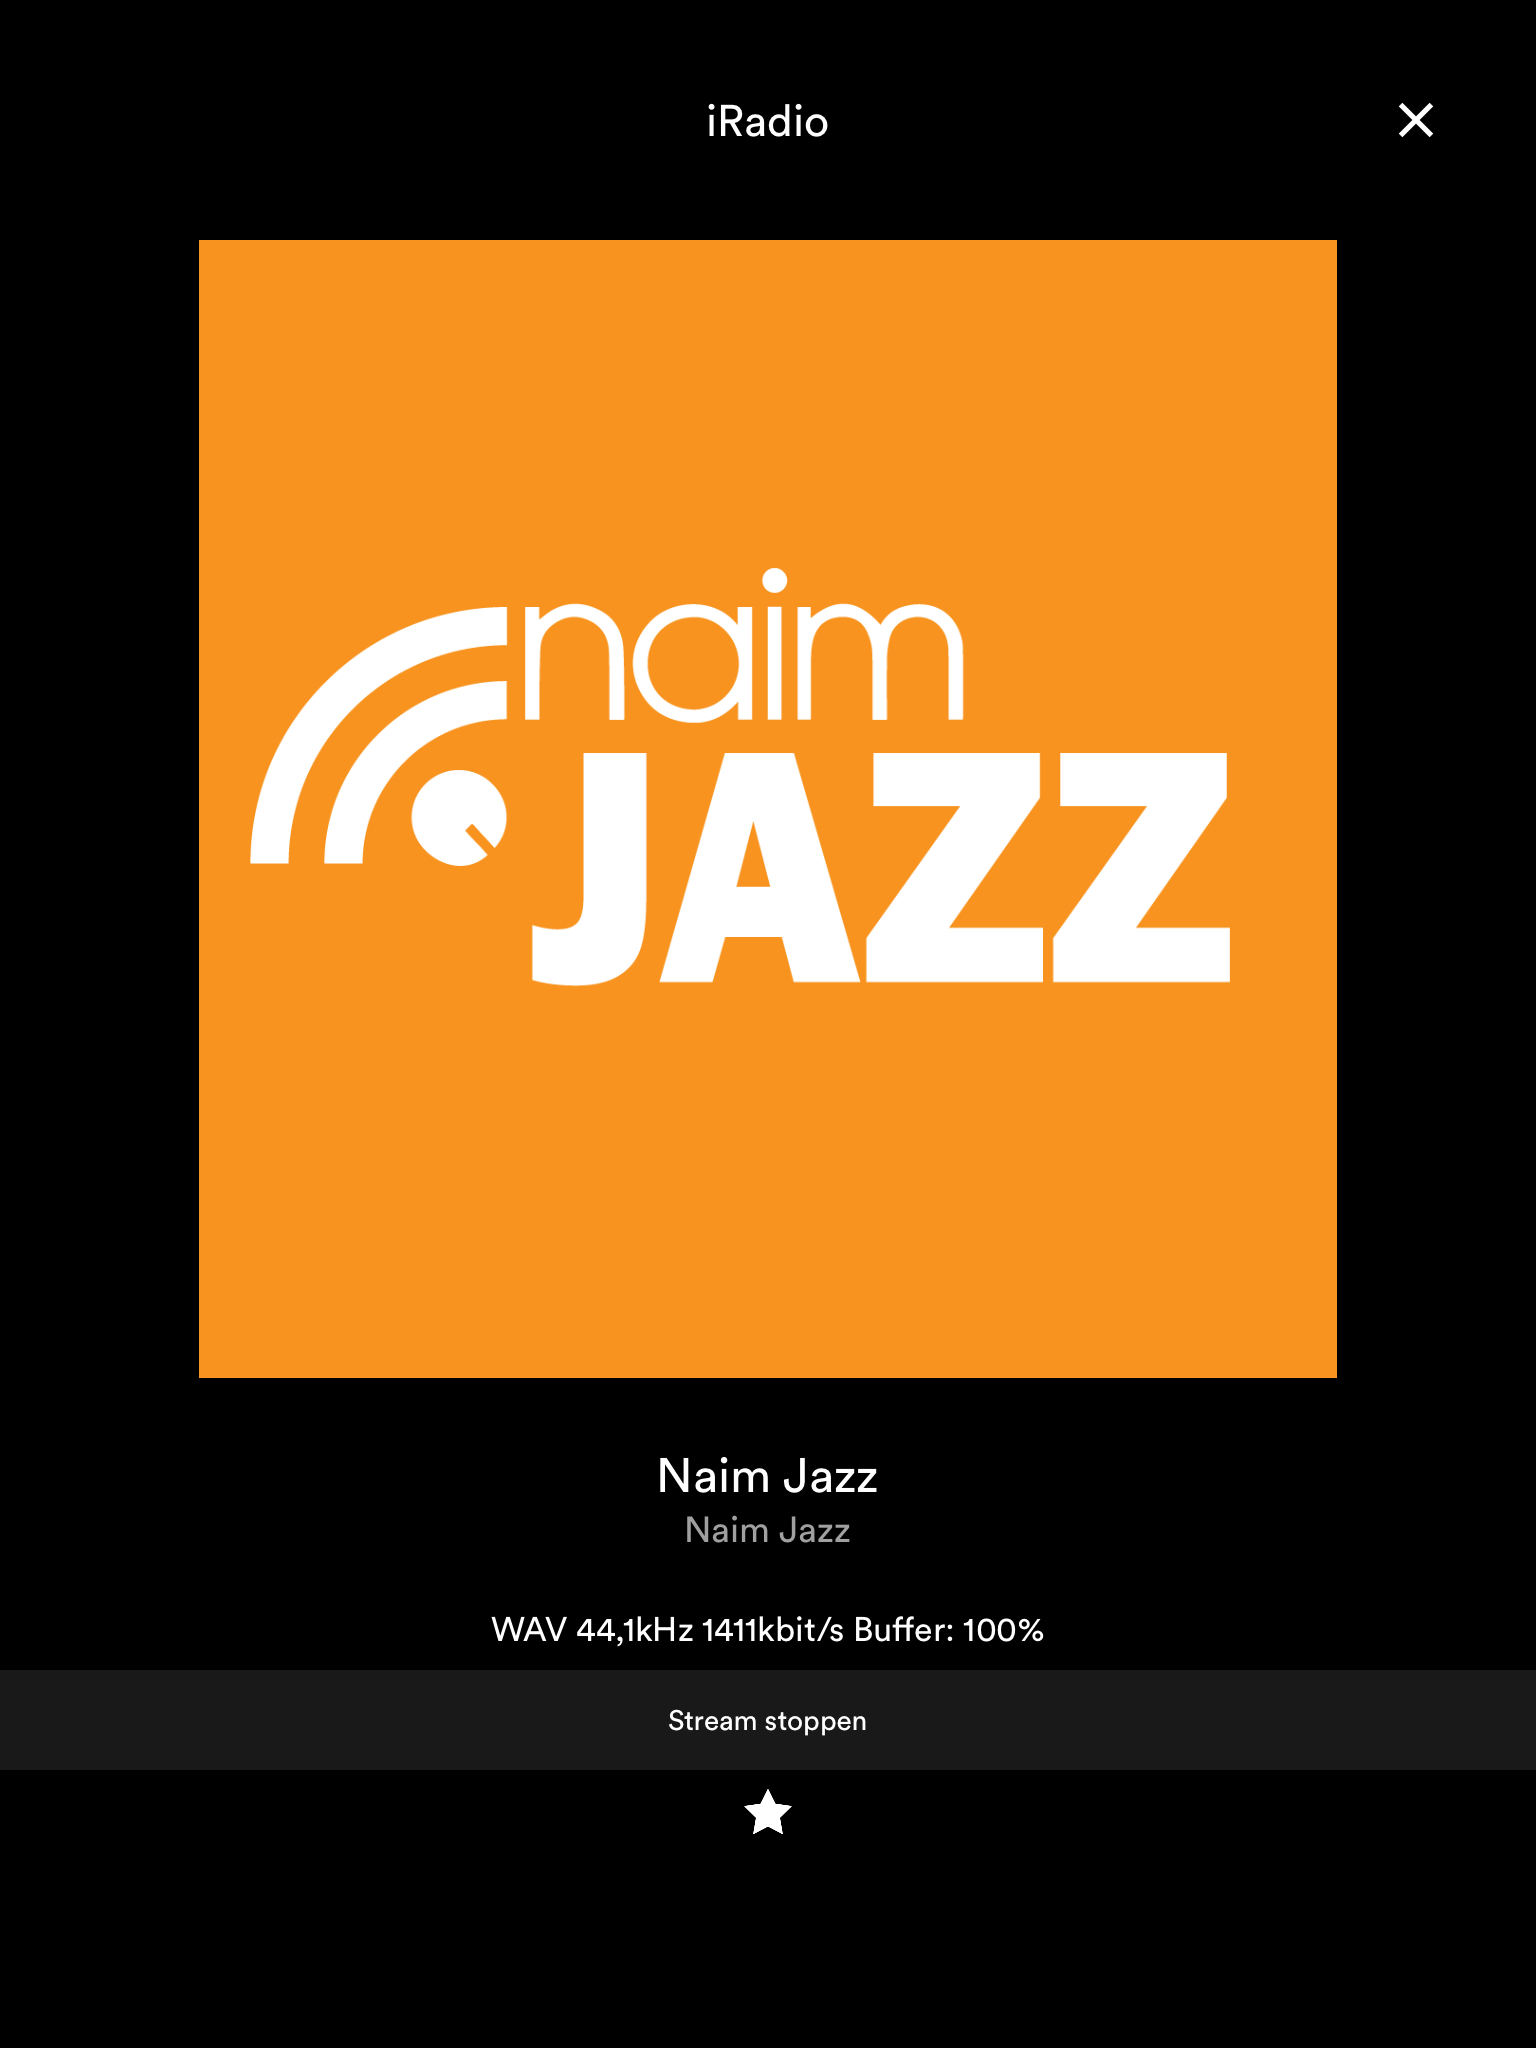 iRadio
naim
JAZZ
Naim Jazz
Naim Jazz
WAV 44,1kHz 1411kbit/s Buffer: 100%
Stream stoppen